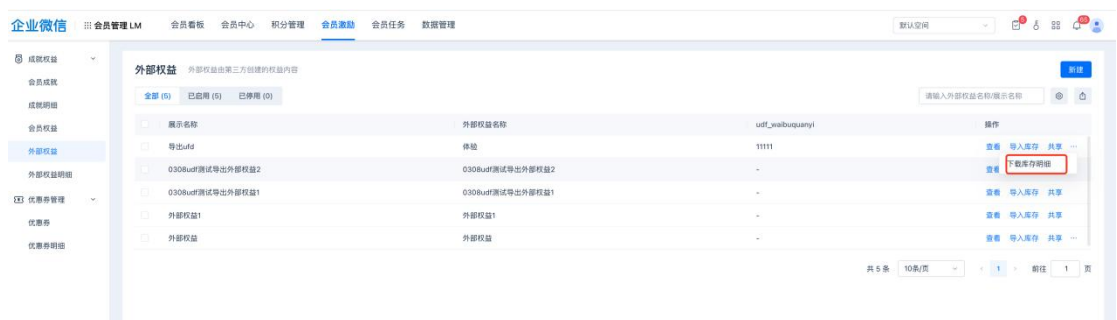 企业微信 会员管理 LM 会员看板 会员中心 积分管理 会员激励 会员任务 数据管理 默认空间
成就权益
会员成就
成就明细
会员权益
外部权益
外部权益明细
优惠券管理
优惠券
优惠券明细
外部权益 外部权益由第三方创建的权益内容 新建
全部 (5) 已启用 (5) 已停用 (0) 请输入外部权益名称/展示名称
展示名称 外部权益名称 udf_waibuquanyi 操作
导出ufd 体验 11111 查看 导入库存 共享 ...
下载库存明细
0308udf测试导出外部权益2 0308udf测试导出外部权益2 - 查看
0308udf测试导出外部权益1 0308udf测试导出外部权益1 - 查看 导入库存 共享
外部权益1 外部权益1 - 查看 导入库存 共享
外部权益 外部权益 - 查看 导入库存 共享 ...
共 5 条 10条/页 < 1 > 前往 1 页